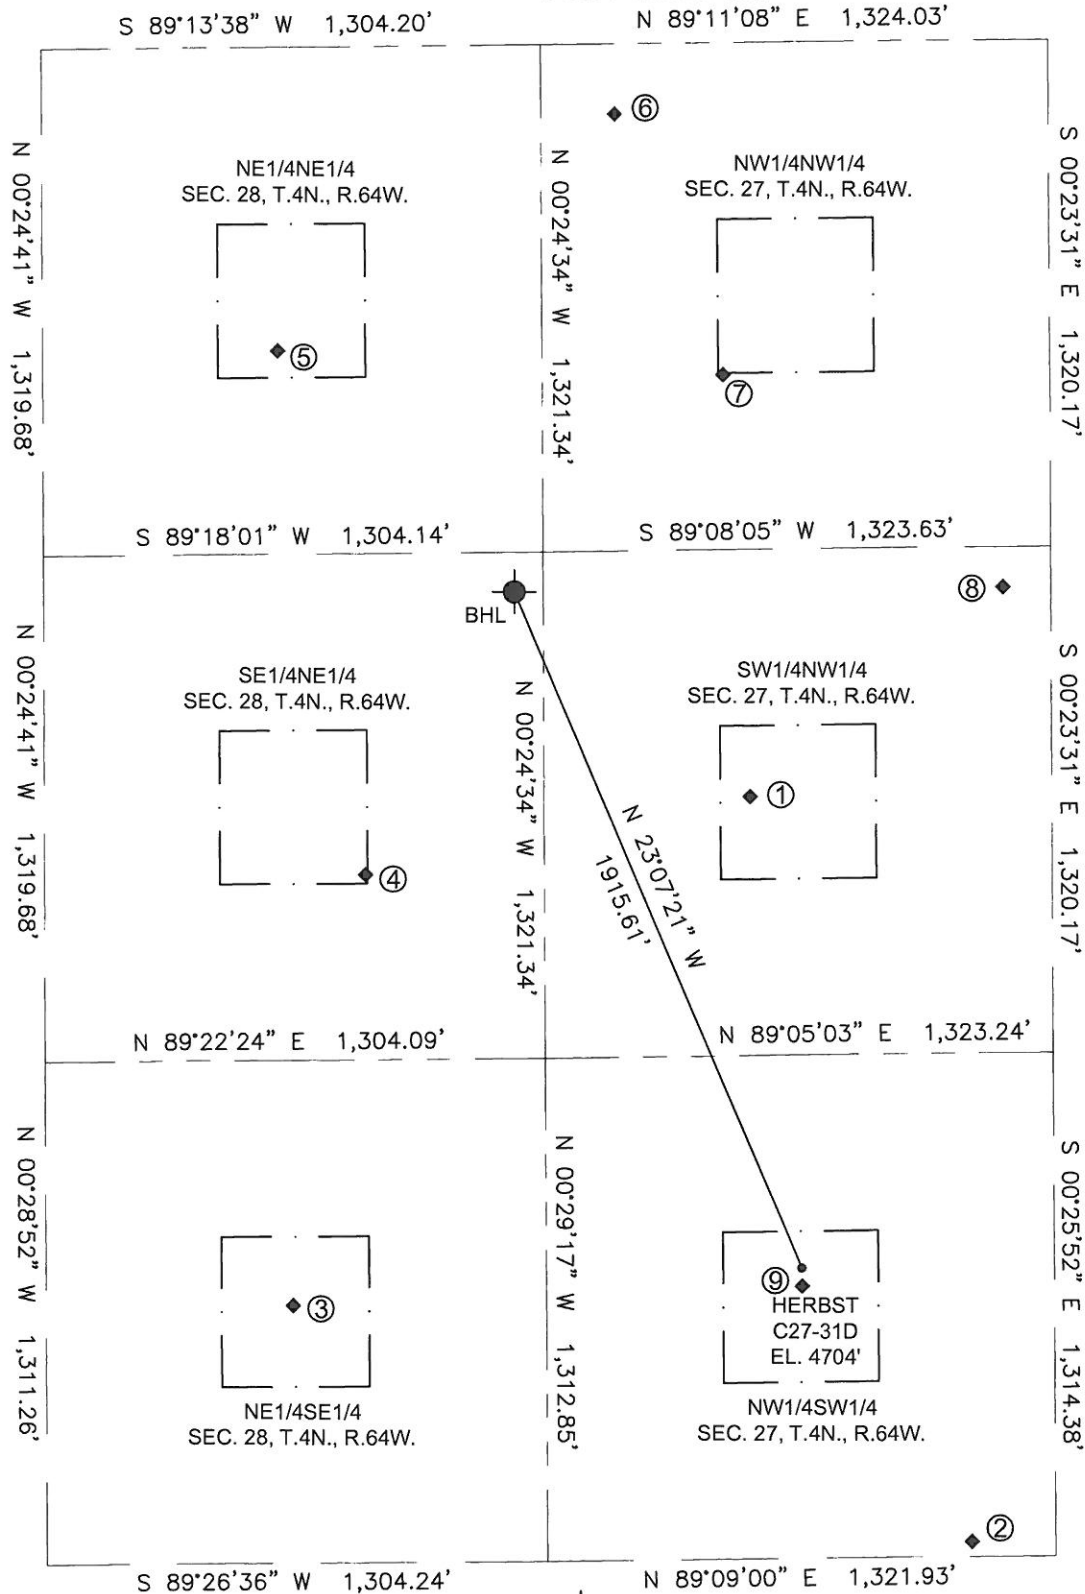 S 89°13'38" W 1,304.20'
N 89°11'08" E 1,324.03'
⑥
N 00°24'41" W 1,319.68'
NE1/4NE1/4
SEC. 28, T.4N., R.64W.
N 00°24'34" W 1,321.34'
NW1/4NW1/4
SEC. 27, T.4N., R.64W.
S 00°23'31" E 1,320.17'
⑤
⑦
S 89°18'01" W 1,304.14'
S 89°08'05" W 1,323.63'
⑧
BHL
N 00°24'41" W 1,319.68'
SE1/4NE1/4
SEC. 28, T.4N., R.64W.
N 00°24'34" W 1,321.34'
SW1/4NW1/4
SEC. 27, T.4N., R.64W.
S 00°23'31" E 1,320.17'
①
N 23°07'21" W
1915.61'
④
N 89°22'24" E 1,304.09'
N 89°05'03" E 1,323.24'
N 00°28'52" W 1,311.26'
N 00°29'17" W 1,312.85'
S 00°25'52" E 1,314.38'
③
⑨
HERBST
C27-31D
EL. 4704'
NE1/4SE1/4
SEC. 28, T.4N., R.64W.
NW1/4SW1/4
SEC. 27, T.4N., R.64W.
②
S 89°26'36" W 1,304.24'
N 89°09'00" E 1,321.93'